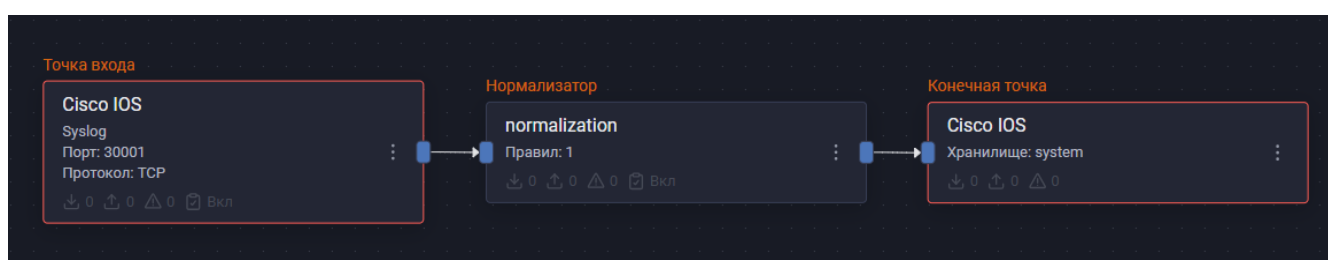 Точка входа
Cisco IOS
Syslog
Порт: 30001
Протокол: TCP
0 0 0 Вкл
Нормализатор
normalization
Правил: 1
0 0 0 Вкл
Конечная точка
Cisco IOS
Хранилище: system
0 0 0